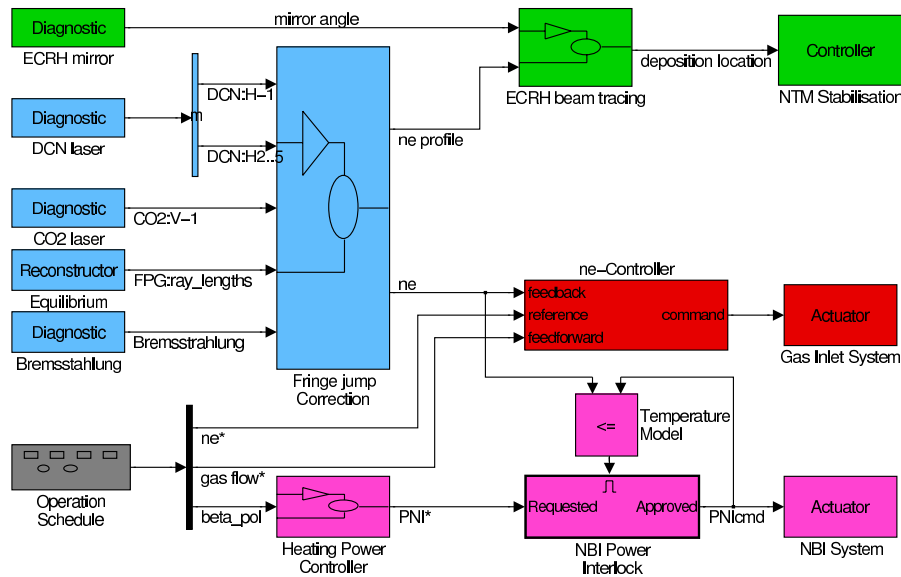 Diagnostic
ECRH mirror
mirror angle
ECRH beam tracing
deposition location
Controller
NTM Stabilisation
Diagnostic
DCN laser
m
DCN:H-1
DCN:H2..5
ne profile
Diagnostic
CO2 laser
CO2:V-1
Reconstructor
Equilibrium
FPG:ray_lengths
Diagnostic
Bremsstahlung
Bremsstrahlung
Fringe jump
Correction
ne
ne-Controller
feedback
reference
feedforward
command
Actuator
Gas Inlet System
<=
Temperature
Model
Operation
Schedule
ne*
gas flow*
beta_pol
Heating Power
Controller
PNI*
Requested
Approved
NBI Power
Interlock
PNIcmd
Actuator
NBI System